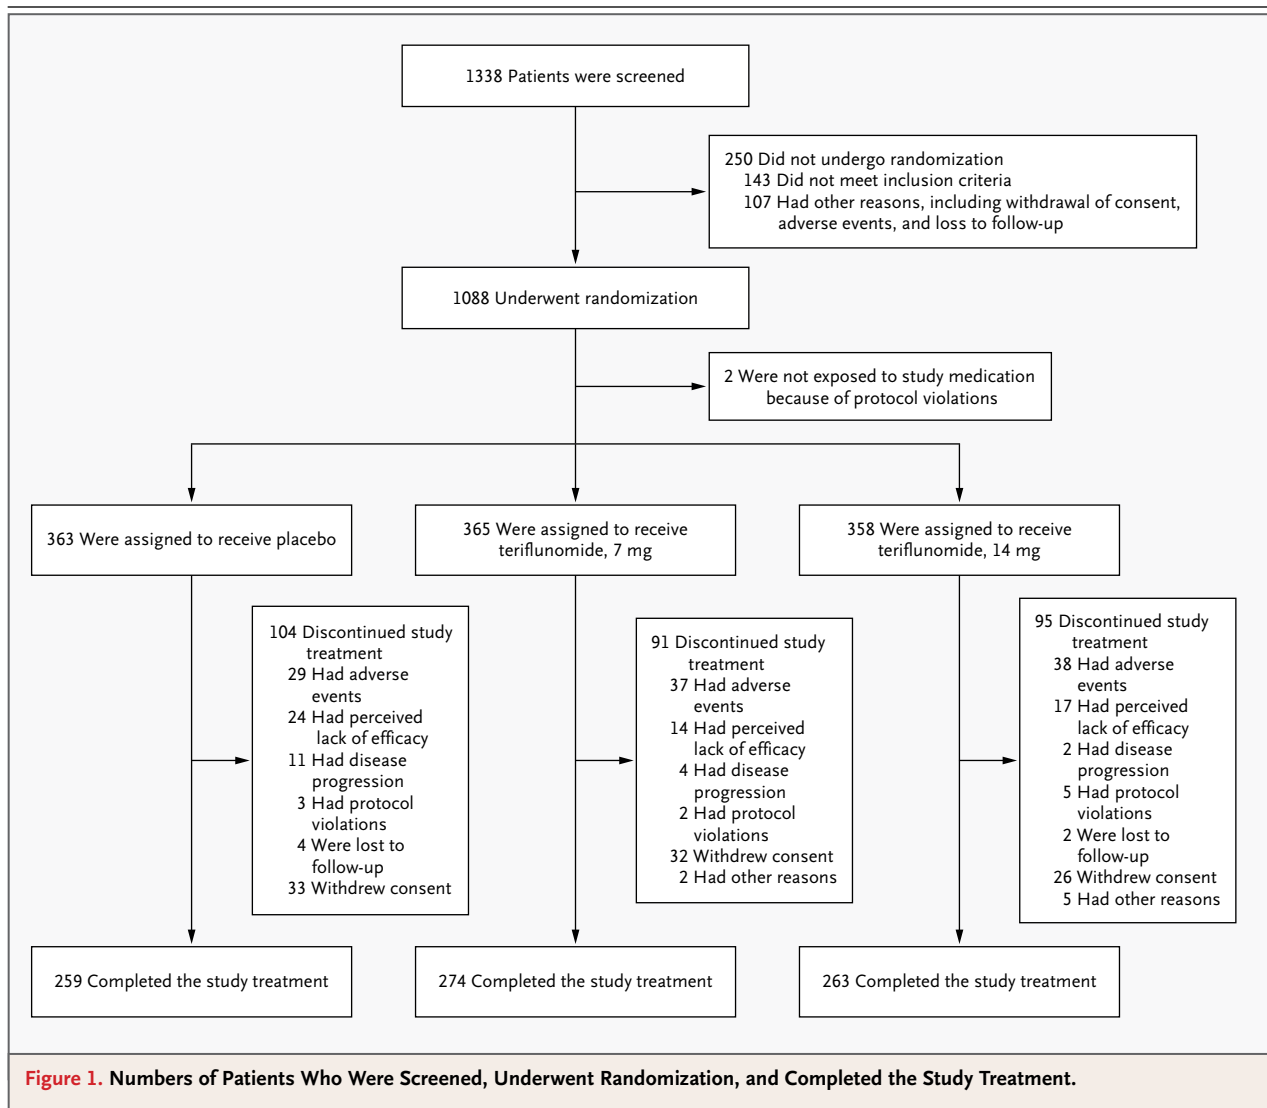 1338 Patients were screened
250 Did not undergo randomization
143 Did not meet inclusion criteria
107 Had other reasons, including withdrawal of consent,
adverse events, and loss to follow-up
1088 Underwent randomization
2 Were not exposed to study medication
because of protocol violations
363 Were assigned to receive placebo
365 Were assigned to receive
teriflunomide, 7 mg
358 Were assigned to receive
teriflunomide, 14 mg
104 Discontinued study
treatment
29 Had adverse
events
24 Had perceived
lack of efficacy
11 Had disease
progression
3 Had protocol
violations
4 Were lost to
follow-up
33 Withdrew consent
91 Discontinued study
treatment
37 Had adverse
events
14 Had perceived
lack of efficacy
4 Had disease
progression
2 Had protocol
violations
32 Withdrew consent
2 Had other reasons
95 Discontinued study
treatment
38 Had adverse
events
17 Had perceived
lack of efficacy
2 Had disease
progression
5 Had protocol
violations
2 Were lost to
follow-up
26 Withdrew consent
5 Had other reasons
259 Completed the study treatment
274 Completed the study treatment
263 Completed the study treatment
Figure 1. Numbers of Patients Who Were Screened, Underwent Randomization, and Completed the Study Treatment.